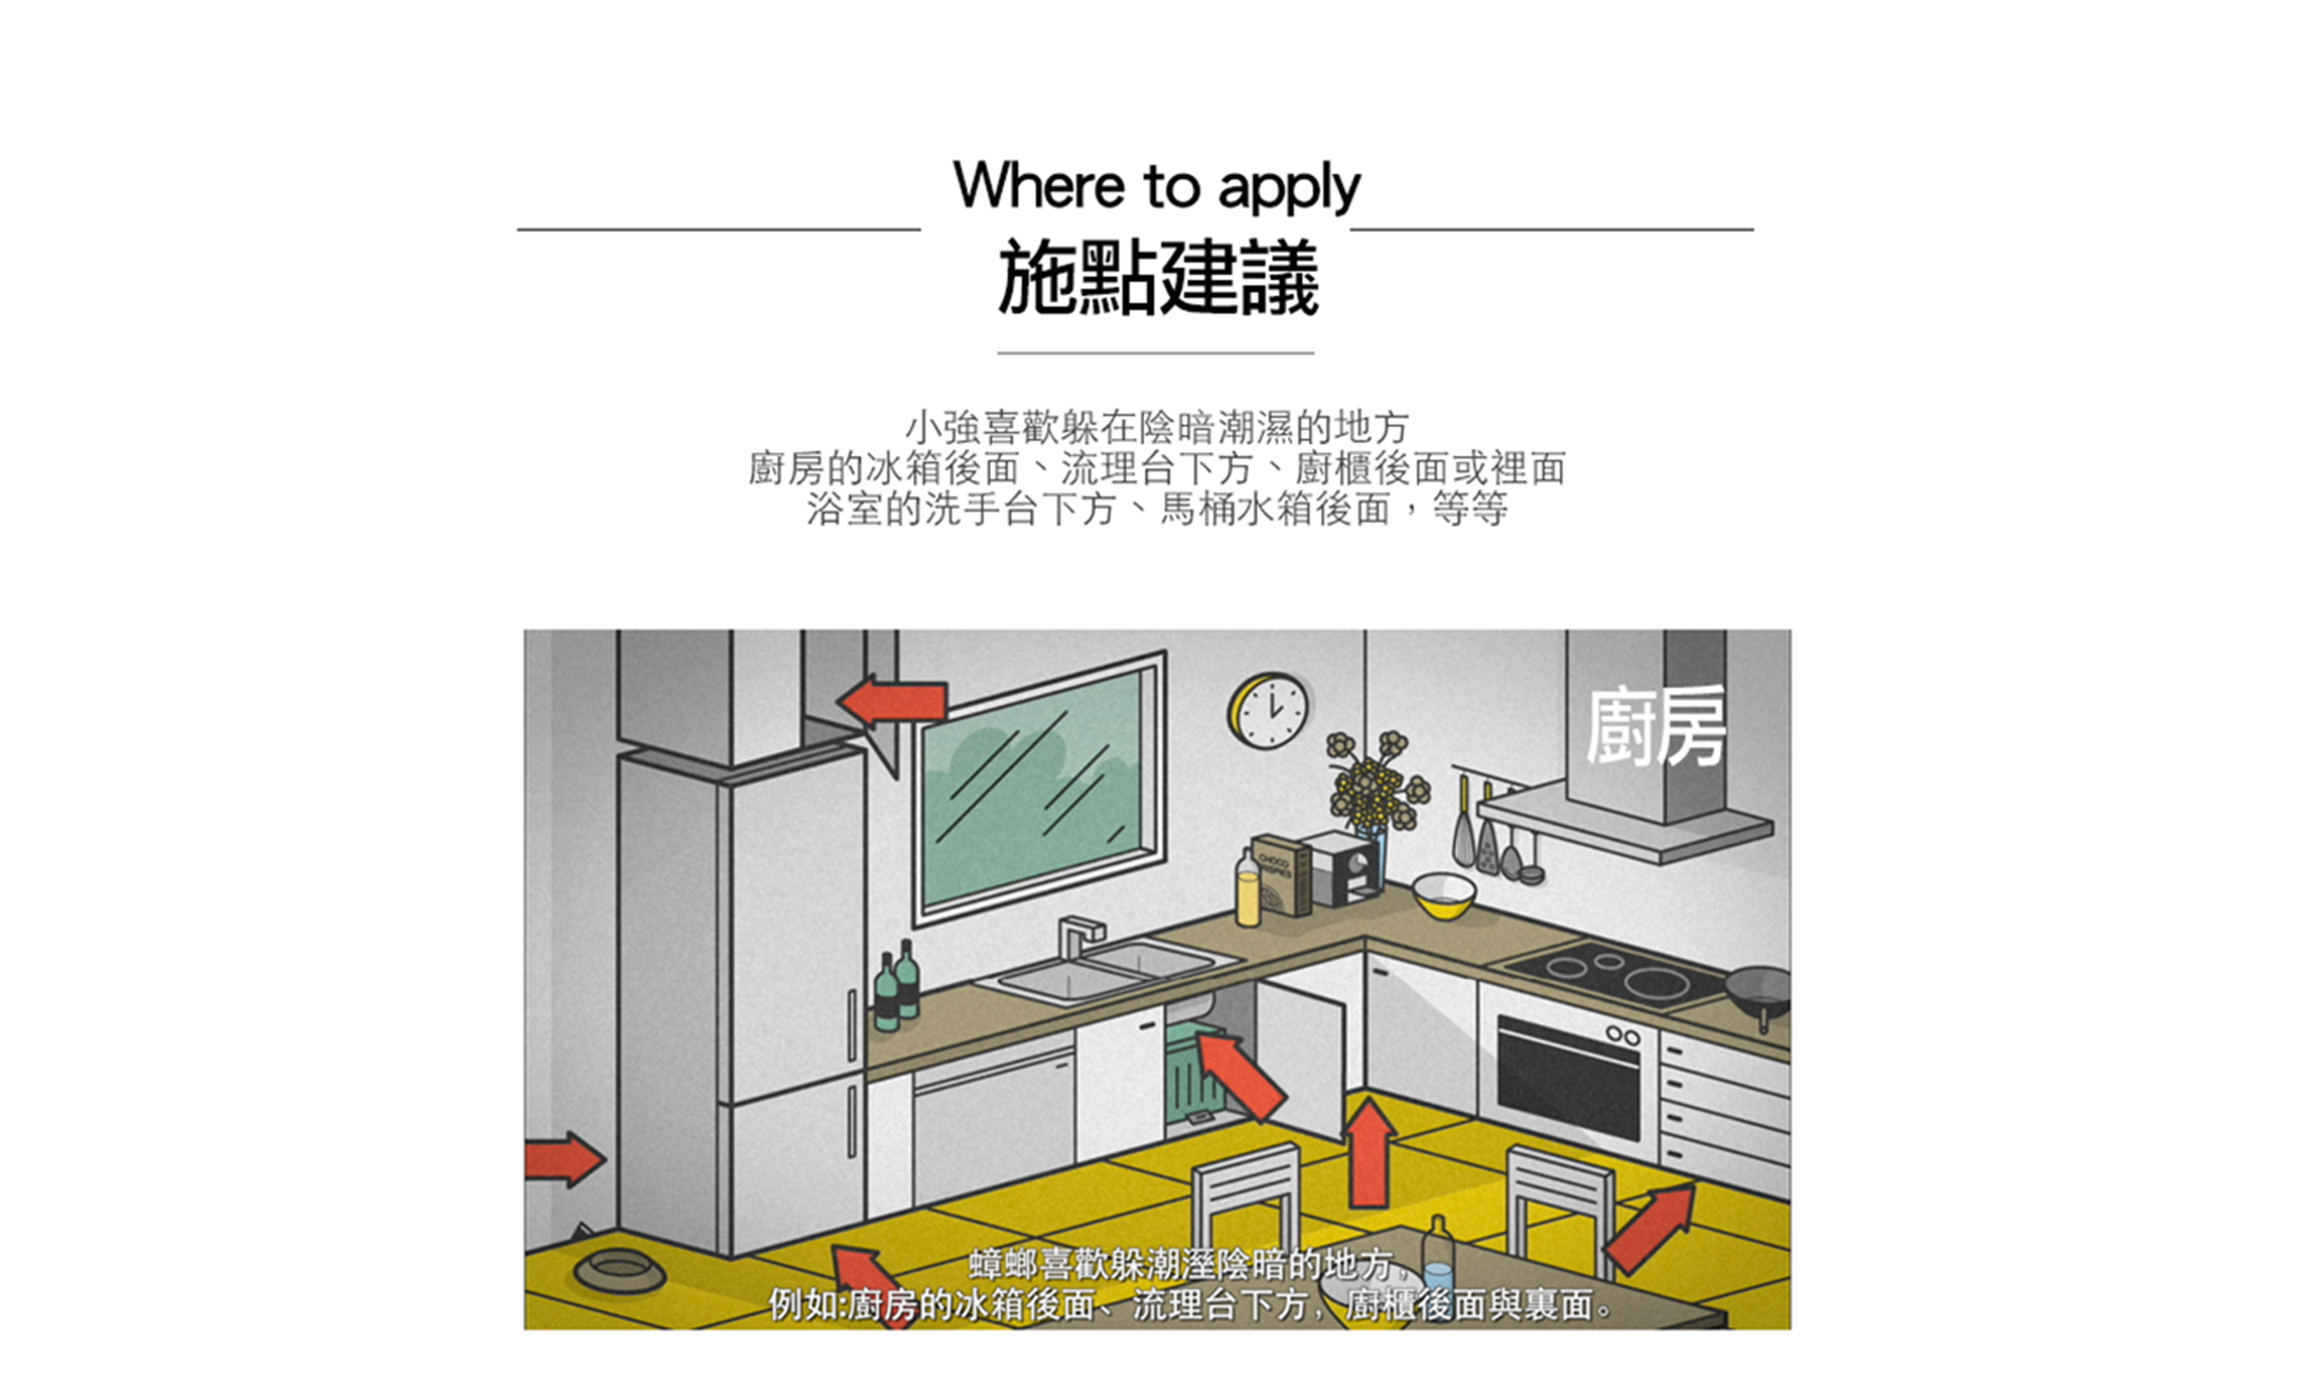 Where to apply
施點建議
小強喜歡躲在陰暗潮濕的地方
廚房的冰箱後面、流理台下方、廚櫃後面或裡面
浴室的洗手台下方、馬桶水箱後面，等等
廚房
CHOCO
蟑螂喜歡躲潮溼陰暗的地方，
例如:廚房的冰箱後面、流理台下方，廚櫃後面與裏面。